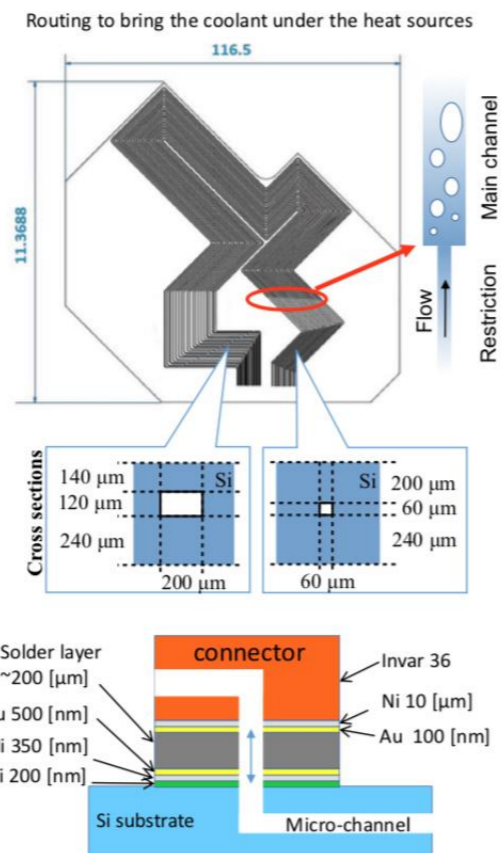 Routing to bring the coolant under the heat sources
116.5
11.3688
Main channel
Flow
Restriction
Cross sections
140 µm
120 µm
240 µm
200 µm
Si
Si
200 µm
60 µm
240 µm
60 µm
Solder layer
~200 [µm]
u 500 [nm]
i 350 [nm]
i 200 [nm]
connector
Invar 36
Ni 10 [µm]
Au 100 [nm]
Si substrate
Micro-channel